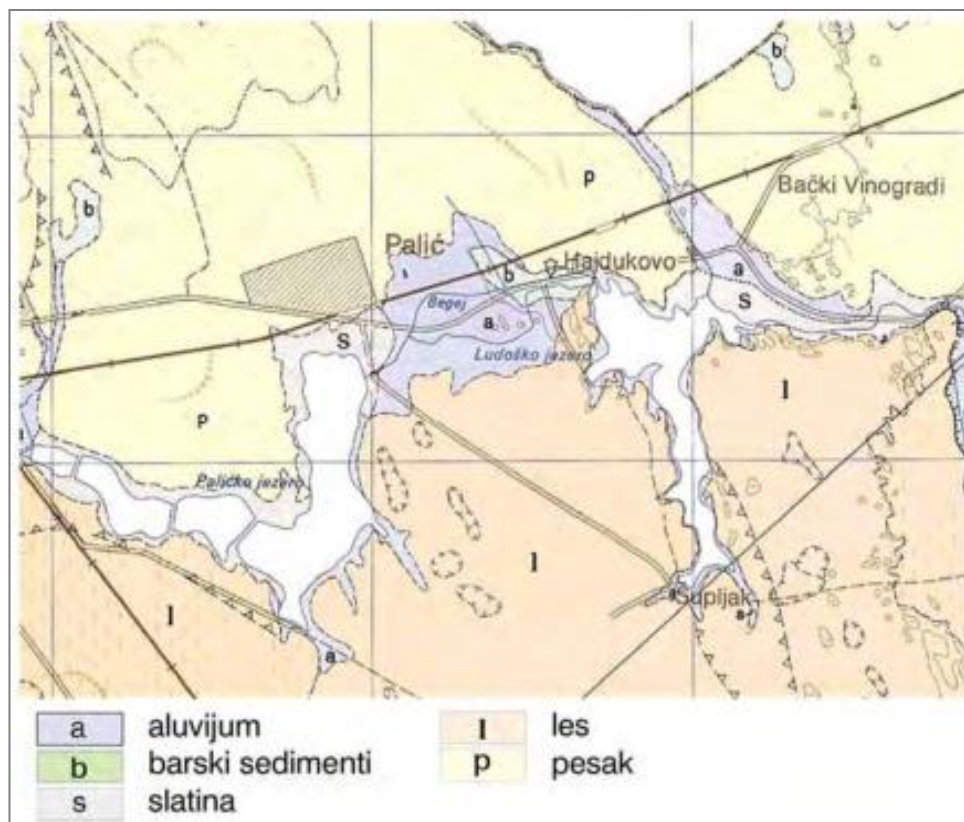 b
p
Bački Vinogradi
b
Palić
b
Hajdukovo
a
Begej
a
s
s
Ludoško jezero
l
p
Palićko jezero
l
l
Šupljak
a
a
a aluvijum
b barski sedimenti
s slatina
l les
p pesak